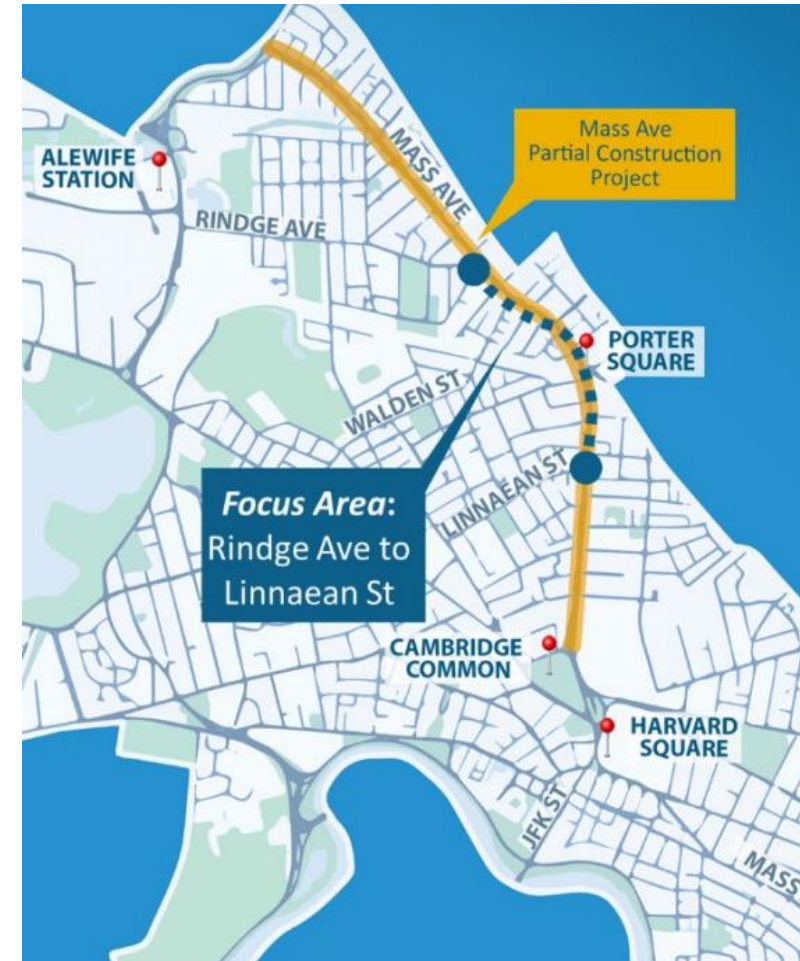 MASS AVE
Mass Ave
Partial Construction
Project
ALEWIFE
STATION
RINDGE AVE
PORTER
SQUARE
WALDEN ST
LINNAEAN ST
Focus Area:
Rindge Ave to
Linnaean St
CAMBRIDGE
COMMON
HARVARD
SQUARE
JFK ST
MASS